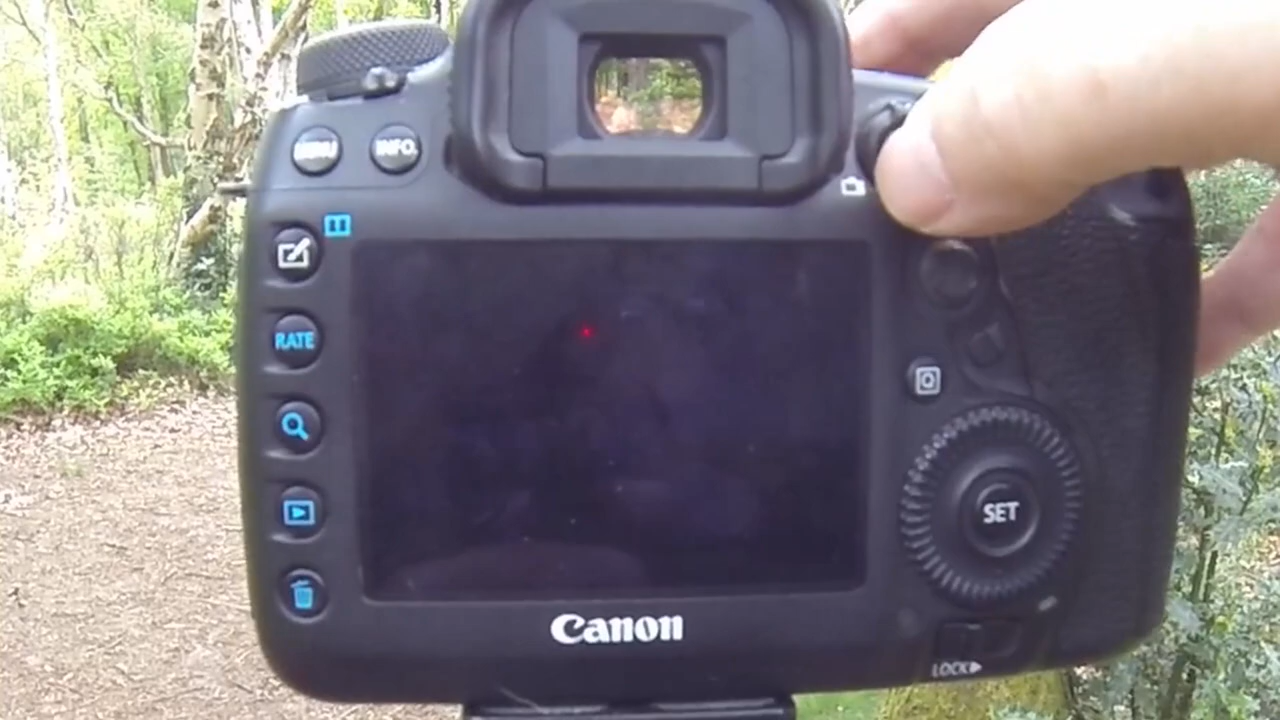 MENU
INFO.
RATE
Q
SET
Canon
LOCK▶